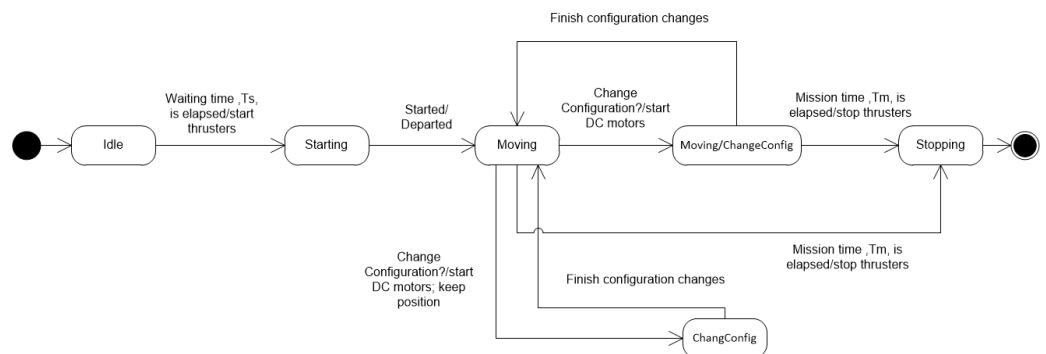 Finish configuration changes
Waiting time ,Ts,
is elapsed/start
thrusters
Started/
Departed
Change
Configuration?/start
DC motors
Mission time ,Tm, is
elapsed/stop thrusters
Idle
Starting
Moving
Moving/ChangeConfig
Stopping
Change
Configuration?/start
DC motors; keep
position
Finish configuration changes
Mission time ,Tm, is
elapsed/stop thrusters
ChangConfig